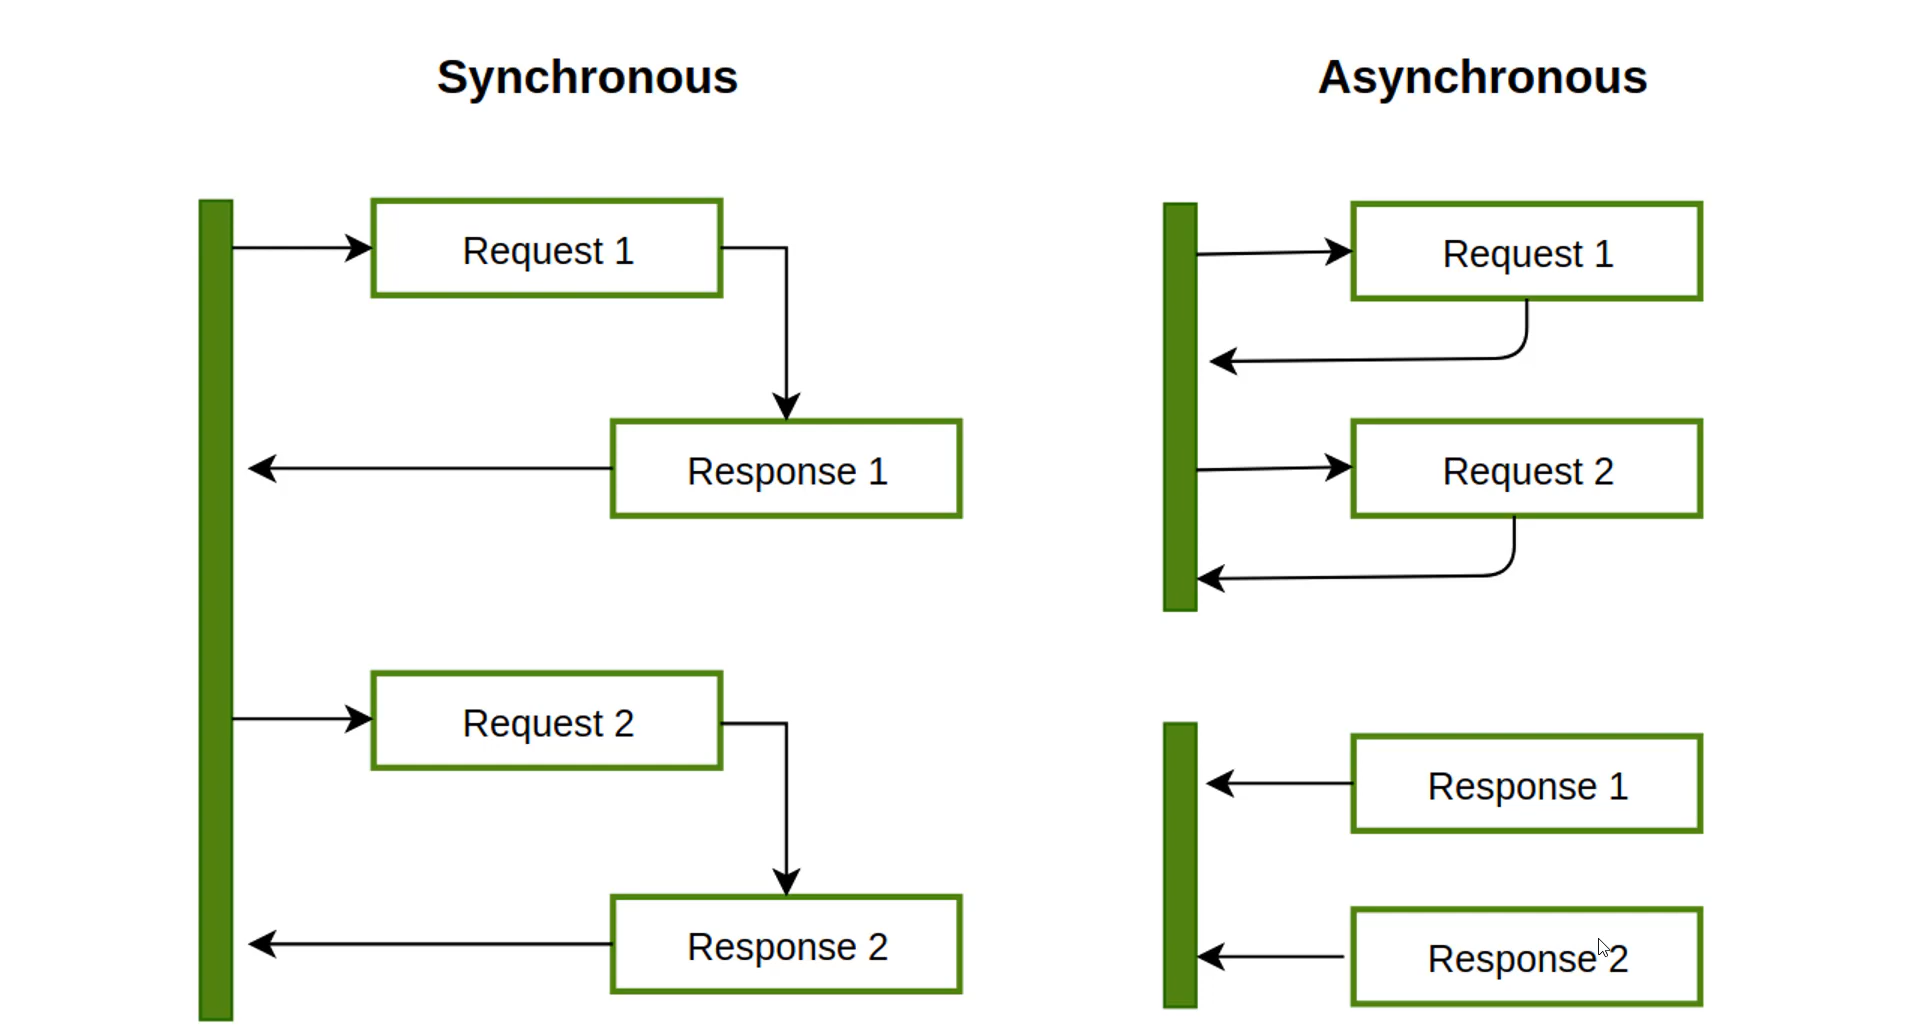 Synchronous
Request 1
Response 1
Request 2
Response 2
Asynchronous
Request 1
Request 2
Response 1
Response 2